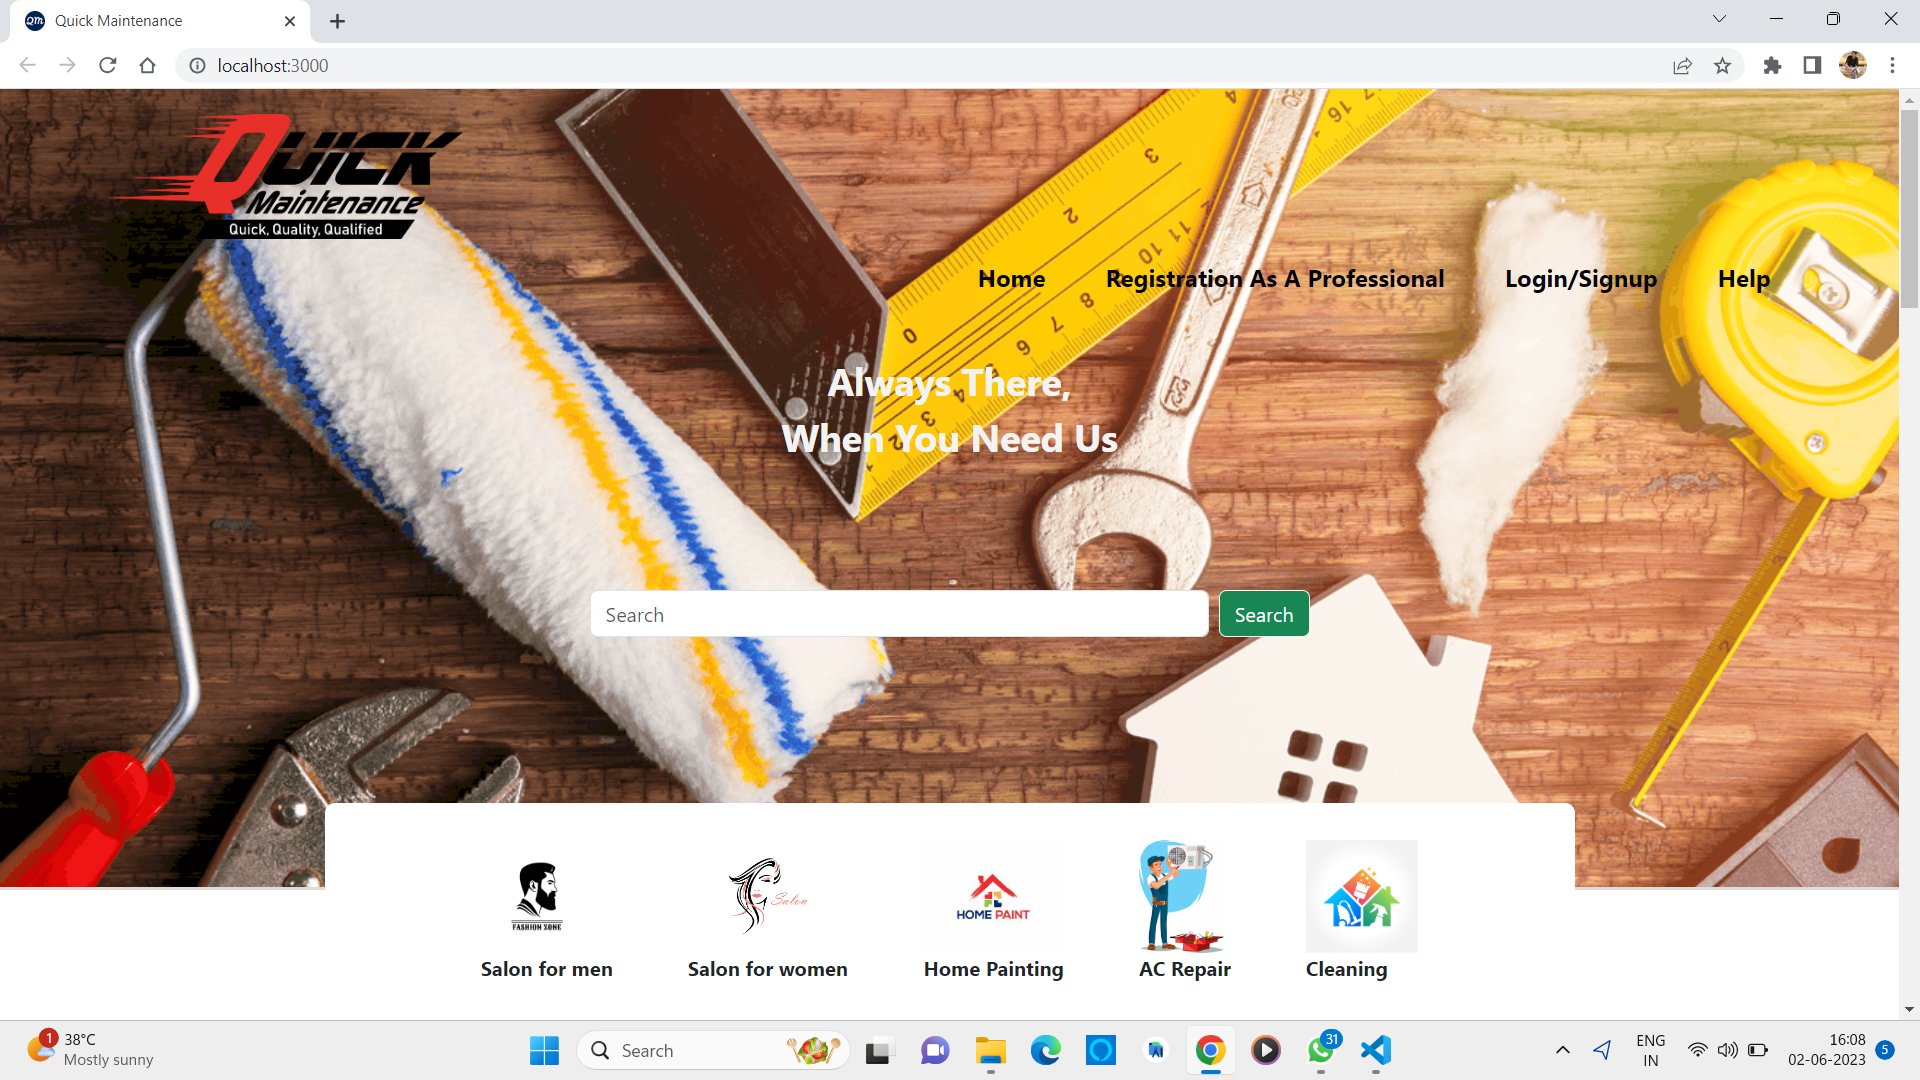 Quick Maintenance
localhost:3000
QUICK
Maintenance
Quick, Quality, Qualified
Home Registration As A Professional Login/Signup Help
Always There,
When You Need Us
Search Search
FASHION ZONE
Salon
HOME PAINT
Salon for men Salon for women Home Painting AC Repair Cleaning
1
38°C
Mostly sunny
Search
31
ENG
IN
16:08
02-06-2023
5